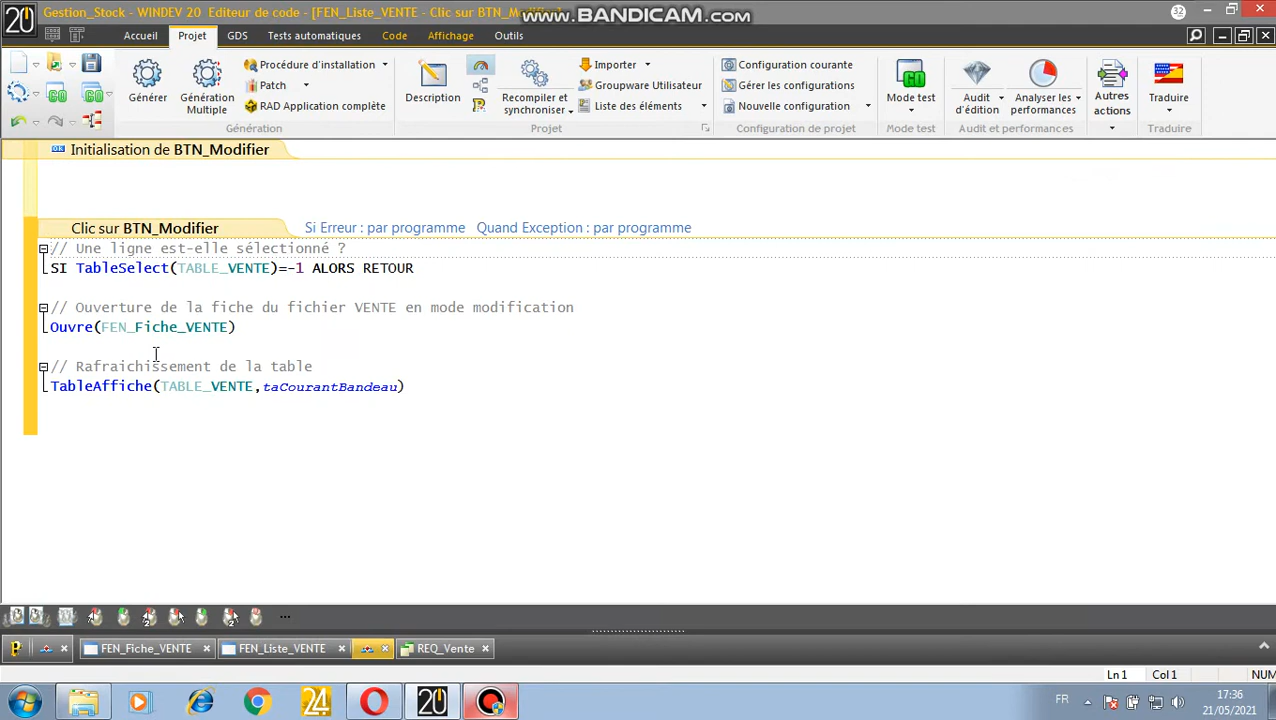 20
Gestion_Stock - WINDEV 20 Editeur de code - [FEN_Liste_VENTE - Clic sur BTN_M
www.BANDICAM.com
32
Accueil Projet GDS Tests automatiques Code Affichage Outils
Procédure d'installation
Patch
RAD Application complète
Générer
Génération Multiple
Génération
Description
Recompiler et synchroniser
Importer
Groupware Utilisateur
Liste des éléments
Projet
Configuration courante
Gérer les configurations
Nouvelle configuration
Configuration de projet
GO
Mode test
Mode test
Audit d'édition
Analyser les performances
Audit et performances
Autres actions
Traduire
Traduire
Initialisation de BTN_Modifier
Clic sur BTN_Modifier Si Erreur : par programme Quand Exception : par programme
// Une ligne est-elle sélectionné ?
SI TableSelect(TABLE_VENTE)=-1 ALORS RETOUR
// Ouverture de la fiche du fichier VENTE en mode modification
Ouvre(FEN_Fiche_VENTE)
// Rafraichissement de la table
TableAffiche(TABLE_VENTE,taCourantBandeau)
...
FEN_Fiche_VENTE FEN_Liste_VENTE REQ_Vente
Ln 1 Col 1 NUM
24 20
FR
17:36
21/05/2021